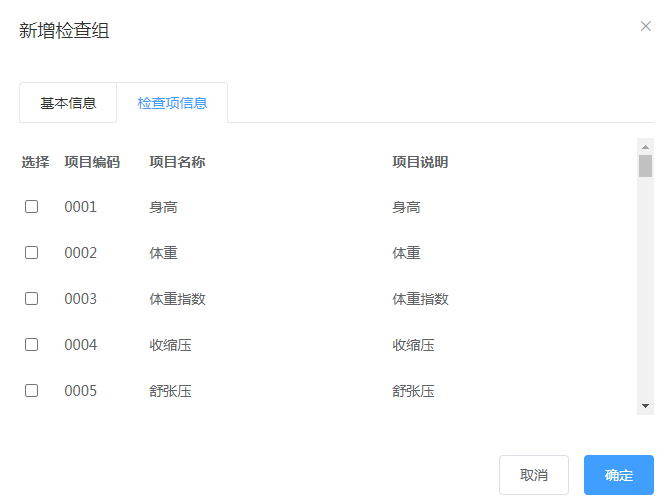 新增检查组
基本信息 检查项信息
选择 项目编码 项目名称 项目说明
0001 身高 身高
0002 体重 体重
0003 体重指数 体重指数
0004 收缩压 收缩压
0005 舒张压 舒张压
取消 确定